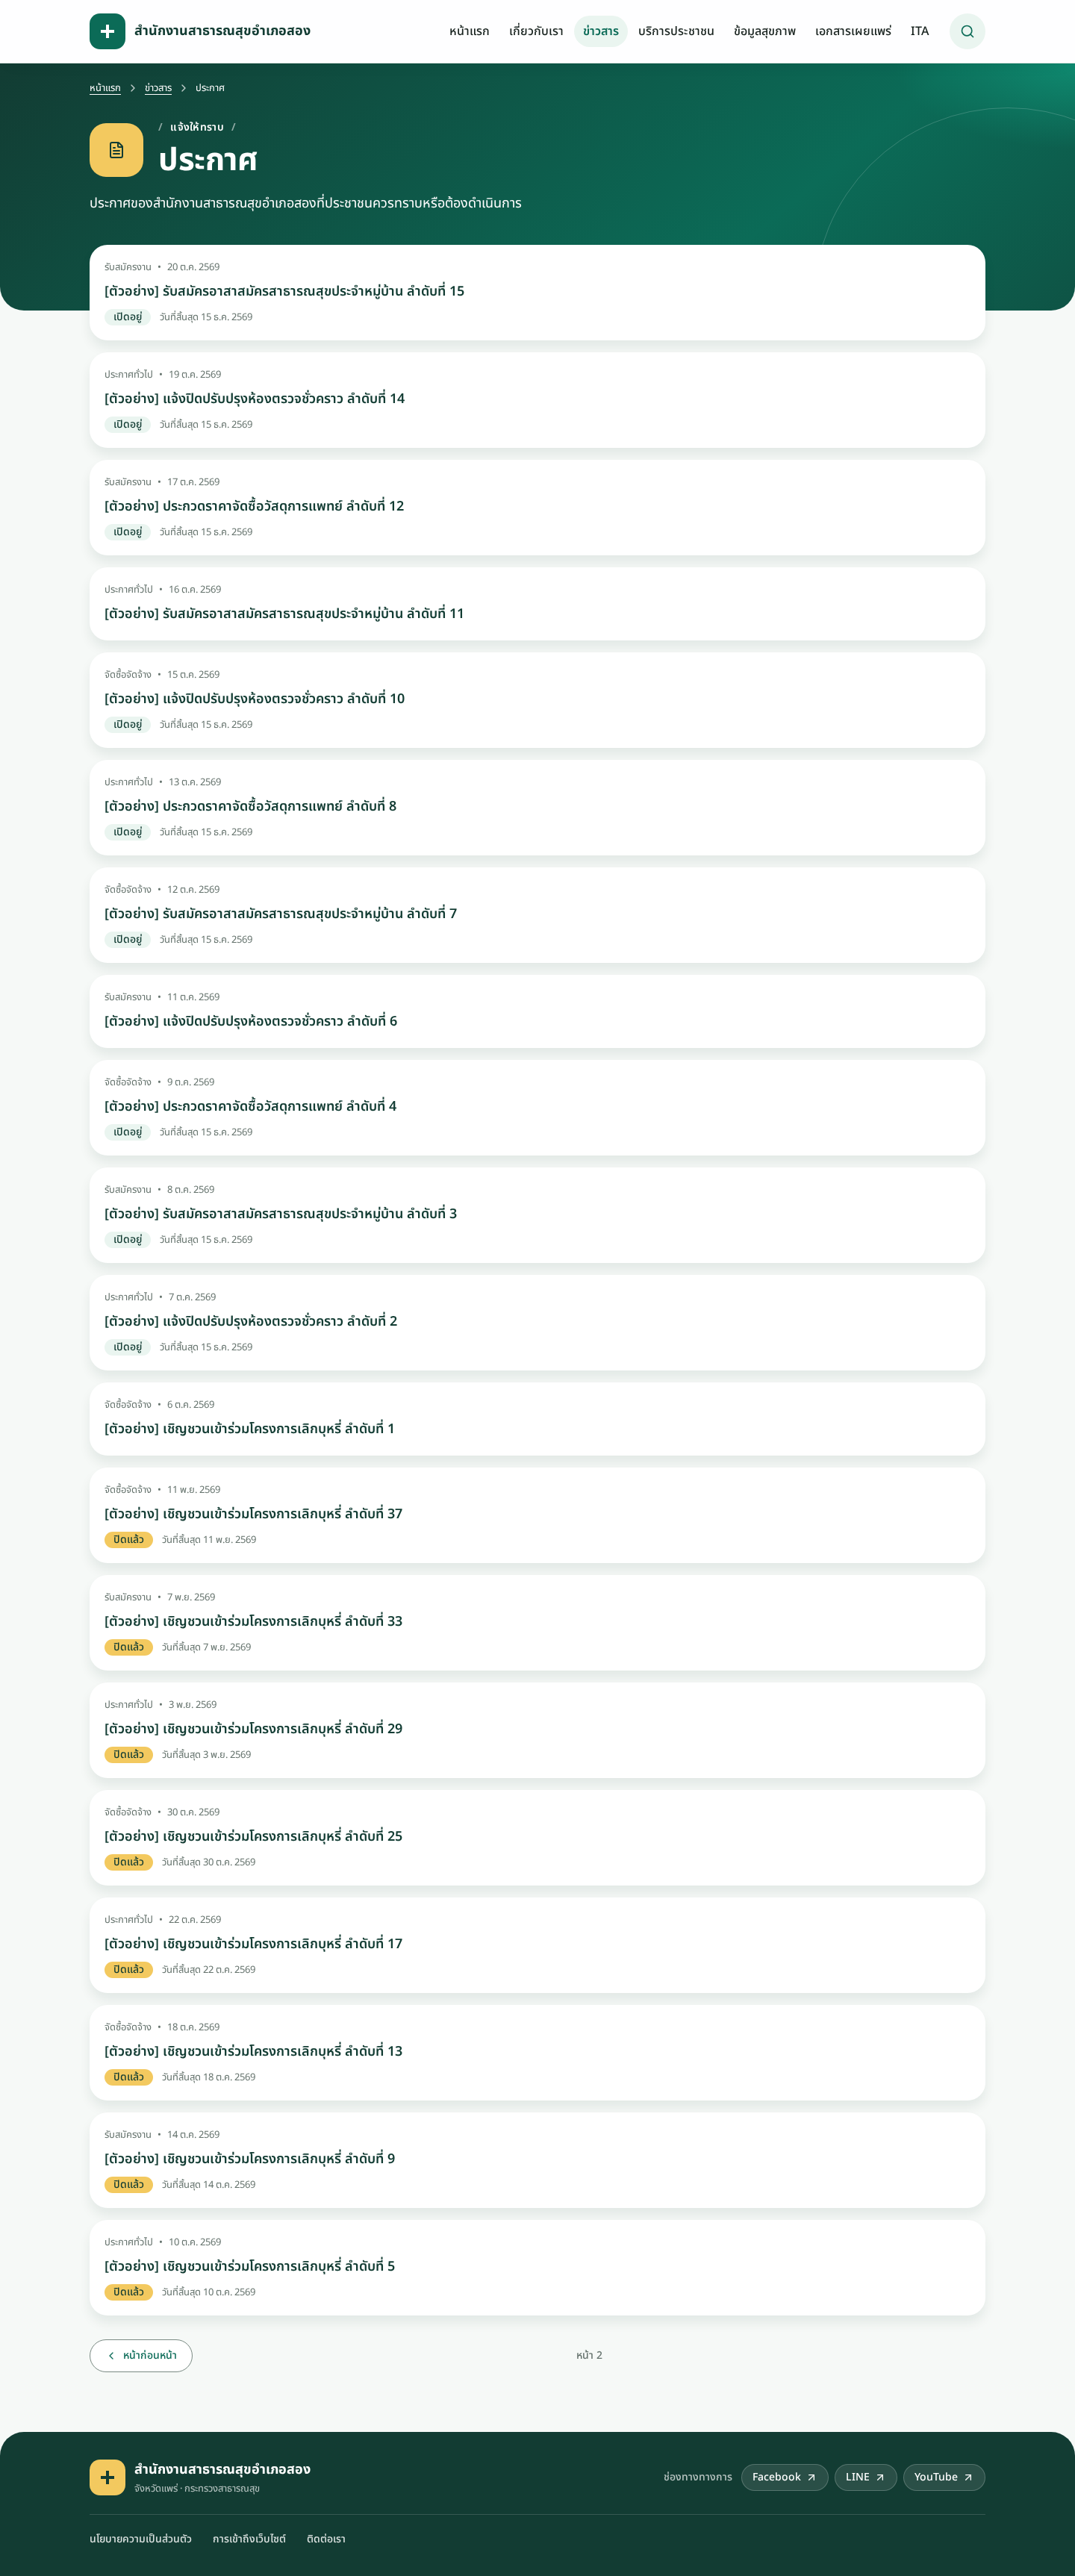 สำนักงานสาธารณสุขอำเภอสอง
หน้าแรก เกี่ยวกับเรา ข่าวสาร บริการประชาชน ข้อมูลสุขภาพ เอกสารเผยแพร่ ITA
หน้าแรก ข่าวสาร ประกาศ
/ แจ้งให้ทราบ /
ประกาศ
ประกาศของสำนักงานสาธารณสุขอำเภอสองที่ประชาชนควรทราบหรือต้องดำเนินการ
รับสมัครงาน • 20 ต.ค. 2569
[ตัวอย่าง] รับสมัครอาสาสมัครสาธารณสุขประจำหมู่บ้าน ลำดับที่ 15
เปิดอยู่ วันที่สิ้นสุด 15 ธ.ค. 2569
ประกาศทั่วไป • 19 ต.ค. 2569
[ตัวอย่าง] แจ้งปิดปรับปรุงห้องตรวจชั่วคราว ลำดับที่ 14
เปิดอยู่ วันที่สิ้นสุด 15 ธ.ค. 2569
รับสมัครงาน • 17 ต.ค. 2569
[ตัวอย่าง] ประกวดราคาจัดซื้อวัสดุการแพทย์ ลำดับที่ 12
เปิดอยู่ วันที่สิ้นสุด 15 ธ.ค. 2569
ประกาศทั่วไป • 16 ต.ค. 2569
[ตัวอย่าง] รับสมัครอาสาสมัครสาธารณสุขประจำหมู่บ้าน ลำดับที่ 11
จัดซื้อจัดจ้าง • 15 ต.ค. 2569
[ตัวอย่าง] แจ้งปิดปรับปรุงห้องตรวจชั่วคราว ลำดับที่ 10
เปิดอยู่ วันที่สิ้นสุด 15 ธ.ค. 2569
ประกาศทั่วไป • 13 ต.ค. 2569
[ตัวอย่าง] ประกวดราคาจัดซื้อวัสดุการแพทย์ ลำดับที่ 8
เปิดอยู่ วันที่สิ้นสุด 15 ธ.ค. 2569
จัดซื้อจัดจ้าง • 12 ต.ค. 2569
[ตัวอย่าง] รับสมัครอาสาสมัครสาธารณสุขประจำหมู่บ้าน ลำดับที่ 7
เปิดอยู่ วันที่สิ้นสุด 15 ธ.ค. 2569
รับสมัครงาน • 11 ต.ค. 2569
[ตัวอย่าง] แจ้งปิดปรับปรุงห้องตรวจชั่วคราว ลำดับที่ 6
จัดซื้อจัดจ้าง • 9 ต.ค. 2569
[ตัวอย่าง] ประกวดราคาจัดซื้อวัสดุการแพทย์ ลำดับที่ 4
เปิดอยู่ วันที่สิ้นสุด 15 ธ.ค. 2569
รับสมัครงาน • 8 ต.ค. 2569
[ตัวอย่าง] รับสมัครอาสาสมัครสาธารณสุขประจำหมู่บ้าน ลำดับที่ 3
เปิดอยู่ วันที่สิ้นสุด 15 ธ.ค. 2569
ประกาศทั่วไป • 7 ต.ค. 2569
[ตัวอย่าง] แจ้งปิดปรับปรุงห้องตรวจชั่วคราว ลำดับที่ 2
เปิดอยู่ วันที่สิ้นสุด 15 ธ.ค. 2569
จัดซื้อจัดจ้าง • 6 ต.ค. 2569
[ตัวอย่าง] เชิญชวนเข้าร่วมโครงการเลิกบุหรี่ ลำดับที่ 1
จัดซื้อจัดจ้าง • 11 พ.ย. 2569
[ตัวอย่าง] เชิญชวนเข้าร่วมโครงการเลิกบุหรี่ ลำดับที่ 37
ปิดแล้ว วันที่สิ้นสุด 11 พ.ย. 2569
รับสมัครงาน • 7 พ.ย. 2569
[ตัวอย่าง] เชิญชวนเข้าร่วมโครงการเลิกบุหรี่ ลำดับที่ 33
ปิดแล้ว วันที่สิ้นสุด 7 พ.ย. 2569
ประกาศทั่วไป • 3 พ.ย. 2569
[ตัวอย่าง] เชิญชวนเข้าร่วมโครงการเลิกบุหรี่ ลำดับที่ 29
ปิดแล้ว วันที่สิ้นสุด 3 พ.ย. 2569
จัดซื้อจัดจ้าง • 30 ต.ค. 2569
[ตัวอย่าง] เชิญชวนเข้าร่วมโครงการเลิกบุหรี่ ลำดับที่ 25
ปิดแล้ว วันที่สิ้นสุด 30 ต.ค. 2569
ประกาศทั่วไป • 22 ต.ค. 2569
[ตัวอย่าง] เชิญชวนเข้าร่วมโครงการเลิกบุหรี่ ลำดับที่ 17
ปิดแล้ว วันที่สิ้นสุด 22 ต.ค. 2569
จัดซื้อจัดจ้าง • 18 ต.ค. 2569
[ตัวอย่าง] เชิญชวนเข้าร่วมโครงการเลิกบุหรี่ ลำดับที่ 13
ปิดแล้ว วันที่สิ้นสุด 18 ต.ค. 2569
รับสมัครงาน • 14 ต.ค. 2569
[ตัวอย่าง] เชิญชวนเข้าร่วมโครงการเลิกบุหรี่ ลำดับที่ 9
ปิดแล้ว วันที่สิ้นสุด 14 ต.ค. 2569
ประกาศทั่วไป • 10 ต.ค. 2569
[ตัวอย่าง] เชิญชวนเข้าร่วมโครงการเลิกบุหรี่ ลำดับที่ 5
ปิดแล้ว วันที่สิ้นสุด 10 ต.ค. 2569
หน้าก่อนหน้า หน้า 2
สำนักงานสาธารณสุขอำเภอสอง
จังหวัดแพร่ · กระทรวงสาธารณสุข
ช่องทางทางการ Facebook LINE YouTube
นโยบายความเป็นส่วนตัว การเข้าถึงเว็บไซต์ ติดต่อเรา